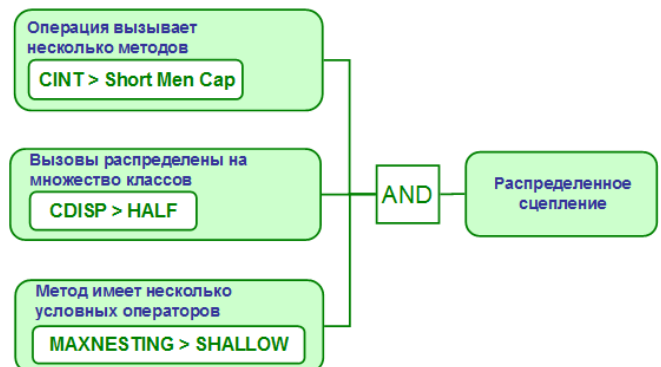 Операция вызывает
несколько методов
CINT > Short Men Cap
Вызовы распределены на
множество классов
CDISP > HALF
AND
Распределенное
сцепление
Метод имеет несколько
условных операторов
MAXNESTING > SHALLOW